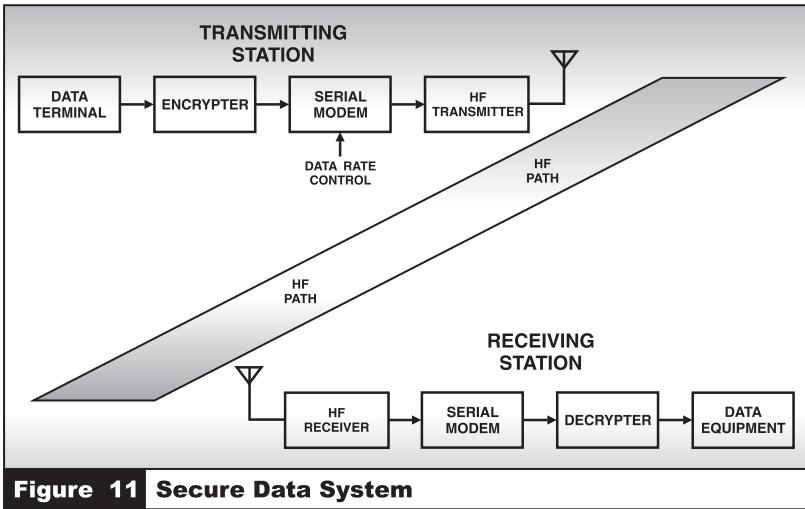 TRANSMITTING
STATION
DATA
TERMINAL
ENCRYPTER
SERIAL
MODEM
HF
TRANSMITTER
DATA RATE
CONTROL
HF
PATH
HF
PATH
RECEIVING
STATION
HF
RECEIVER
SERIAL
MODEM
DECRYPTER
DATA
EQUIPMENT
Figure 11 Secure Data System